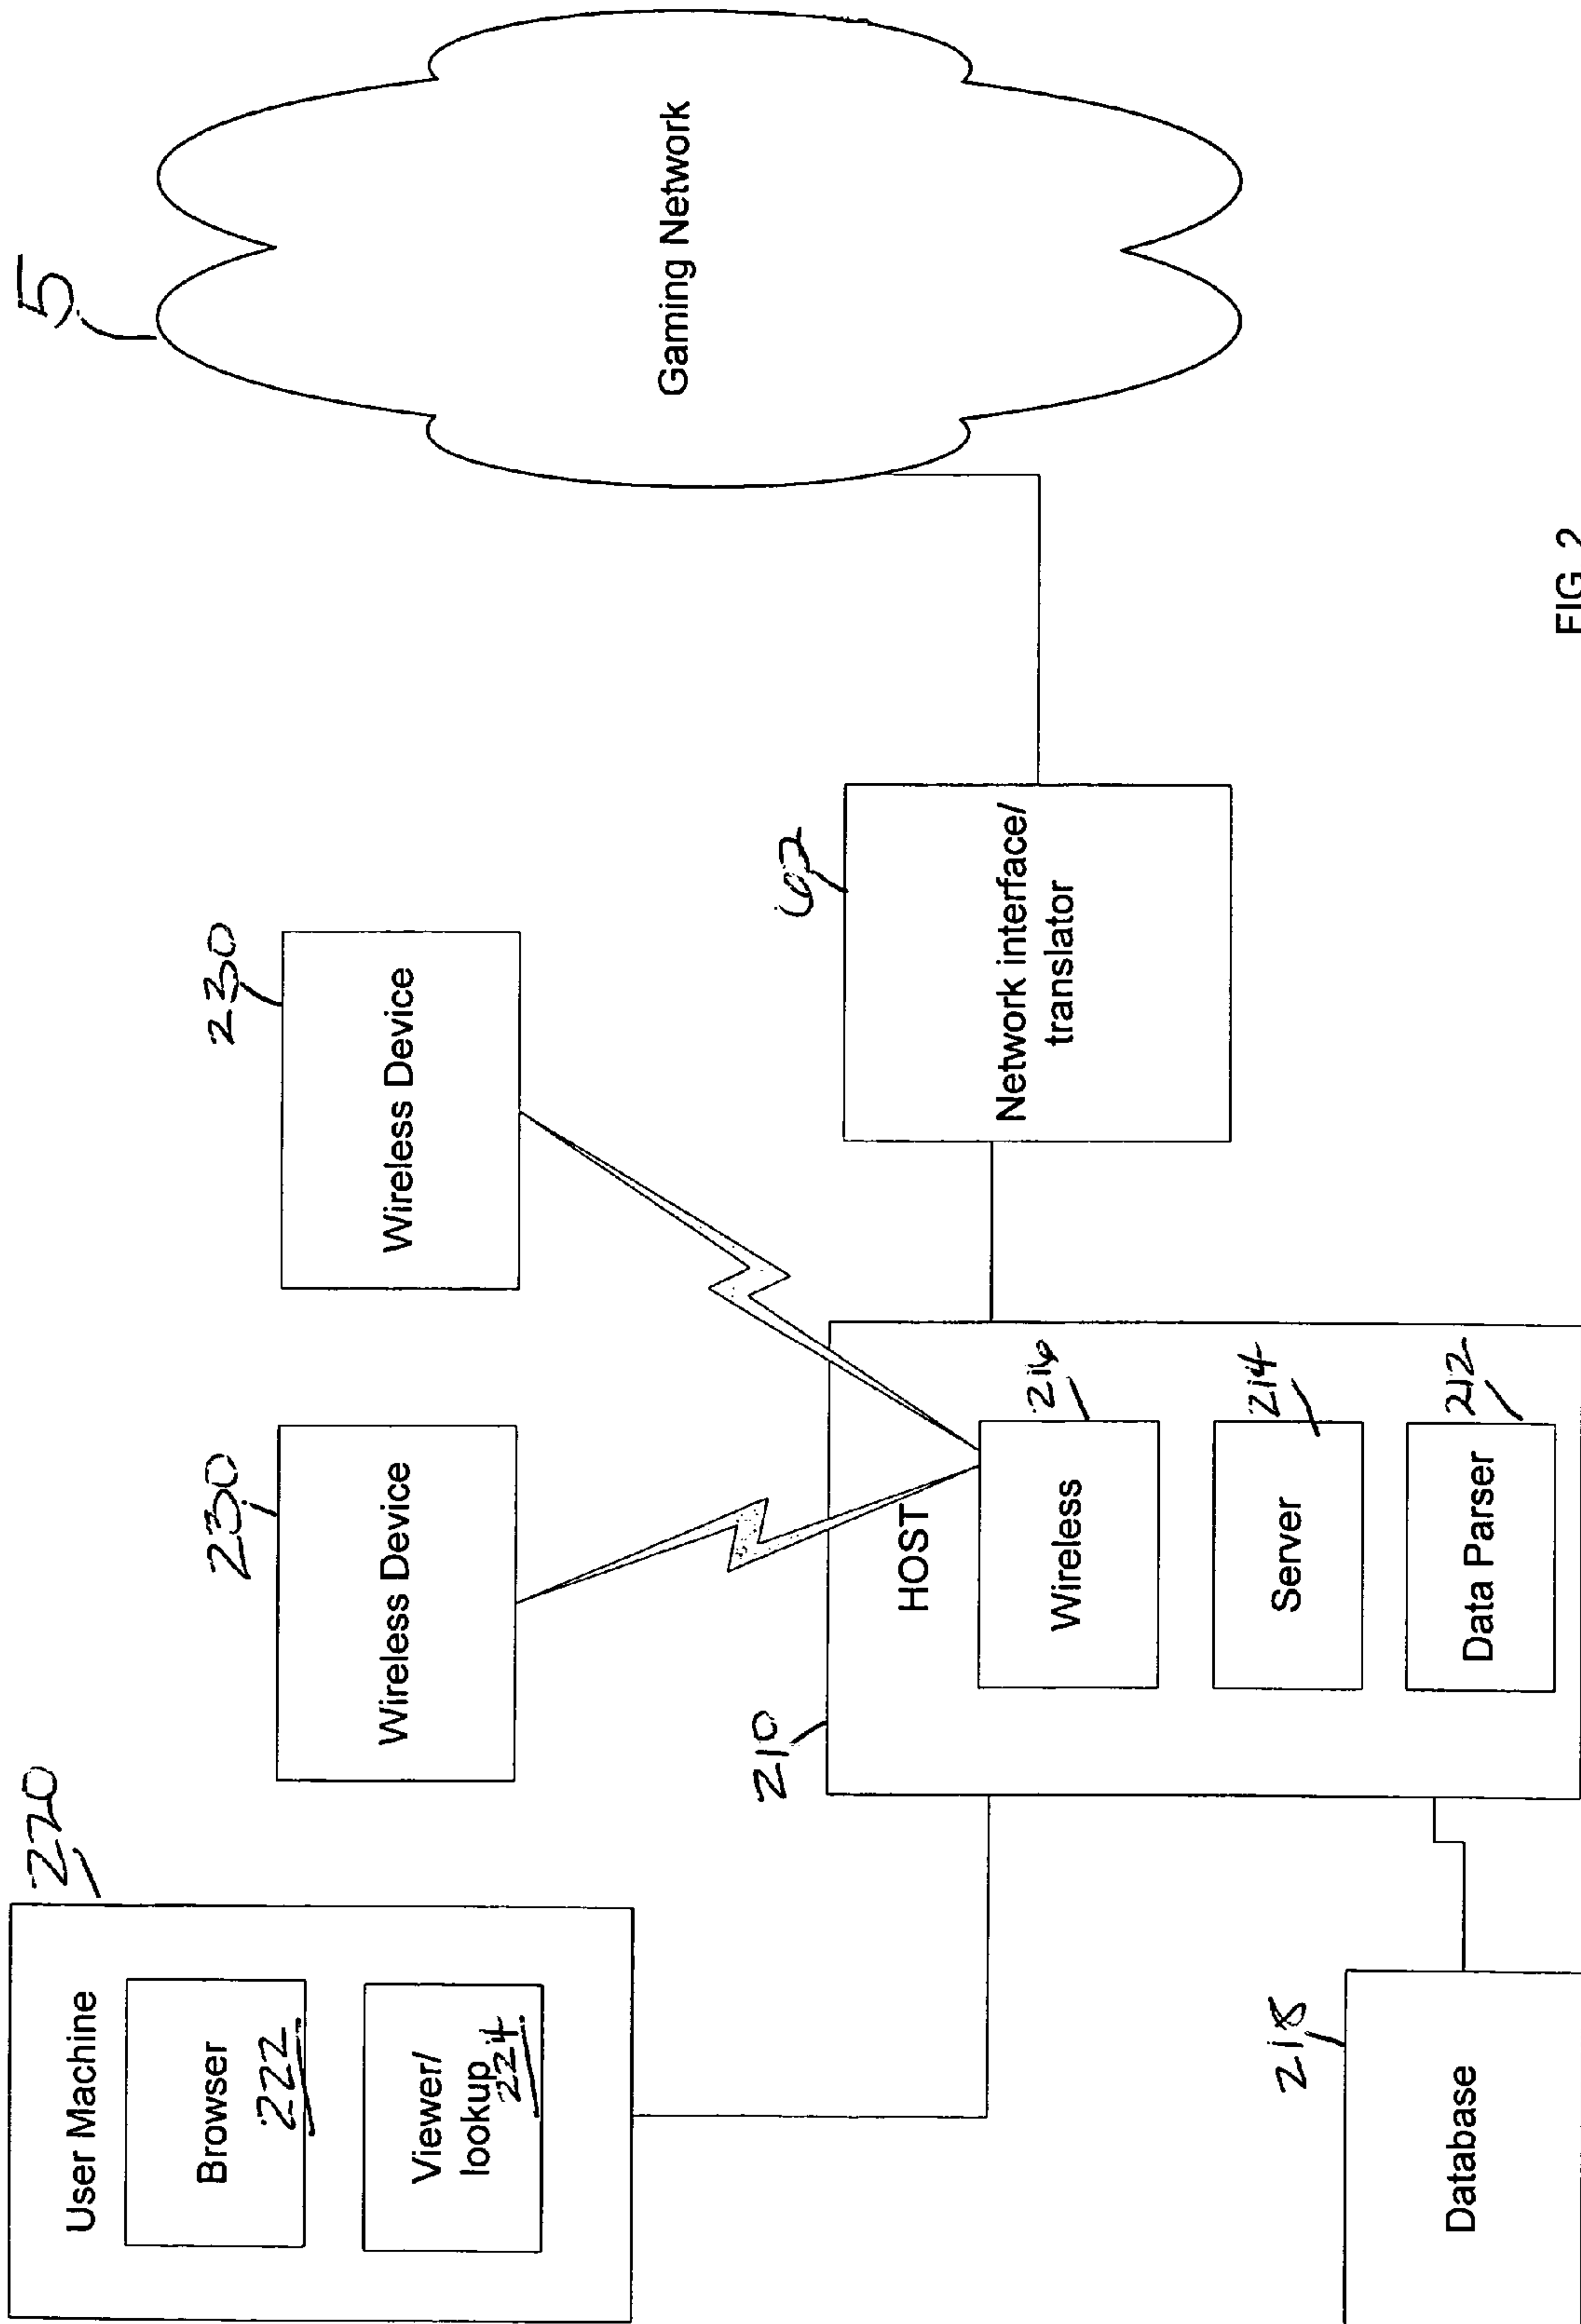 220
User Machine
Browser
222
Viewer/
lookup
224
230
Wireless Device
230
Wireless Device
5
Gaming Network
62
Network interface/
translator
210
HOST
Wireless
216
Server
214
Data Parser
212
218
Database
FIG. 2